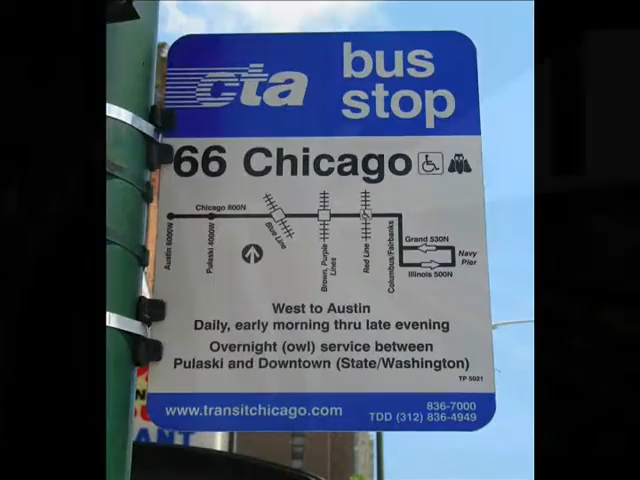 cta
bus
stop
66 Chicago
Chicago 800N
Austin 6000W
Pulaski 4000W
Blue Line
Brown, Purple
Lines
Red Line
Columbus/Fairbanks
Grand 530N
Navy
Pier
Illinois 500N
West to Austin
Daily, early morning thru late evening
Overnight (owl) service between
Pulaski and Downtown (State/Washington)
TP 5021
www.transitchicago.com
836-7000
TDD (312) 836-4949
ANT